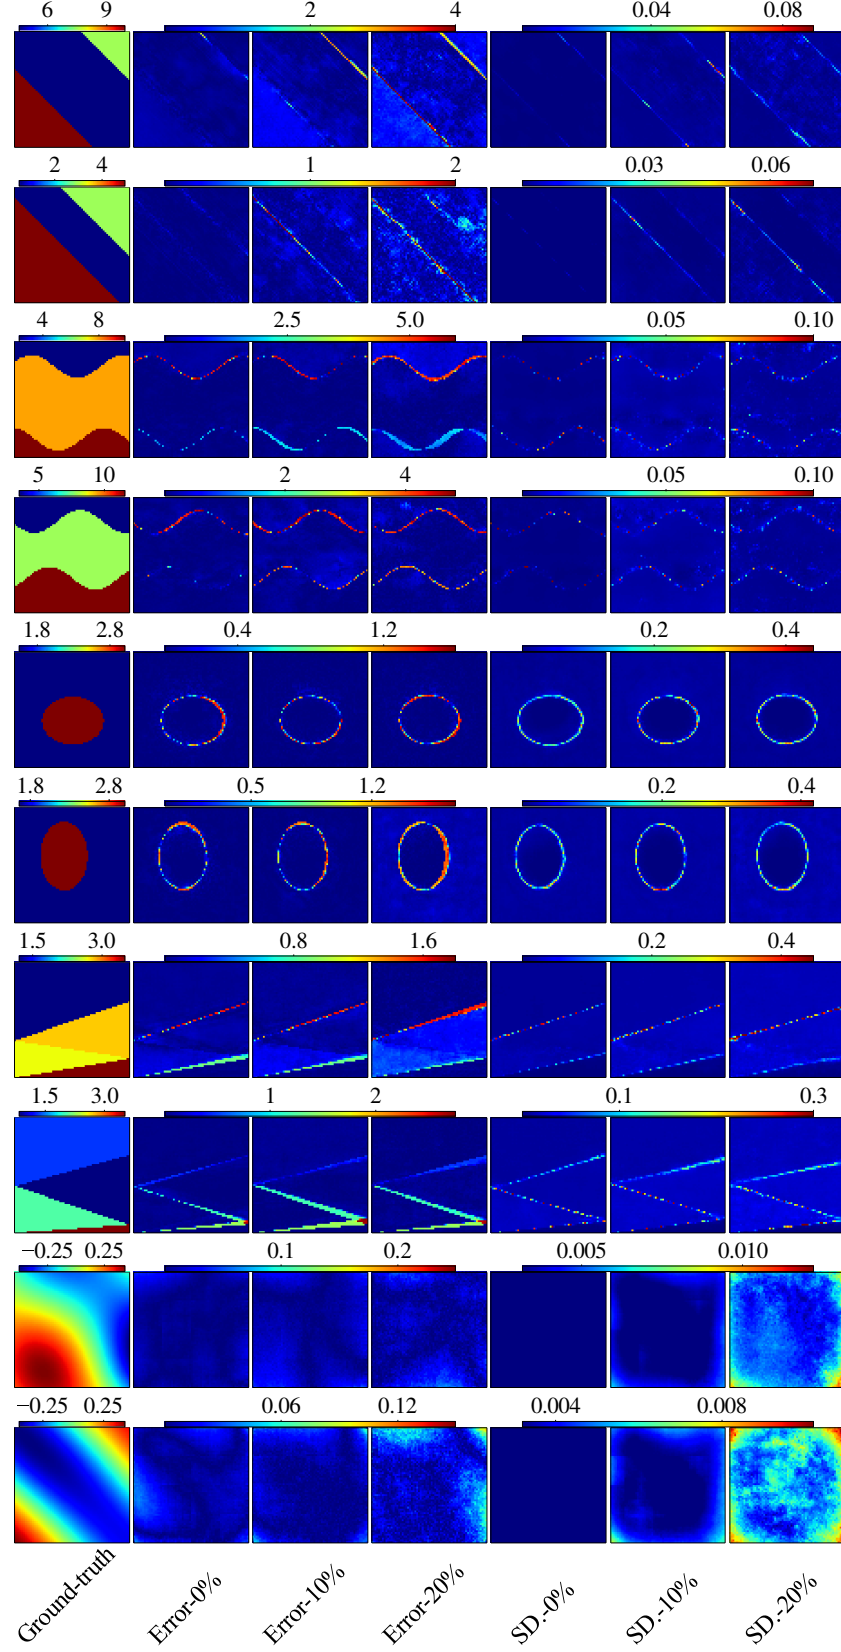 6 9 2 4 0.04 0.08
2 4 1 2 0.03 0.06
4 8 2.5 5.0 0.05 0.10
5 10 2 4 0.05 0.10
1.8 2.8 0.4 1.2 0.2 0.4
1.8 2.8 0.5 1.2 0.2 0.4
1.5 3.0 0.8 1.6 0.2 0.4
1.5 3.0 1 2 0.1 0.3
−0.25 0.25 0.1 0.2 0.005 0.010
−0.25 0.25 0.06 0.12 0.004 0.008
Ground-truth Error-0% Error-10% Error-20% SD.-0% SD.-10% SD.-20%